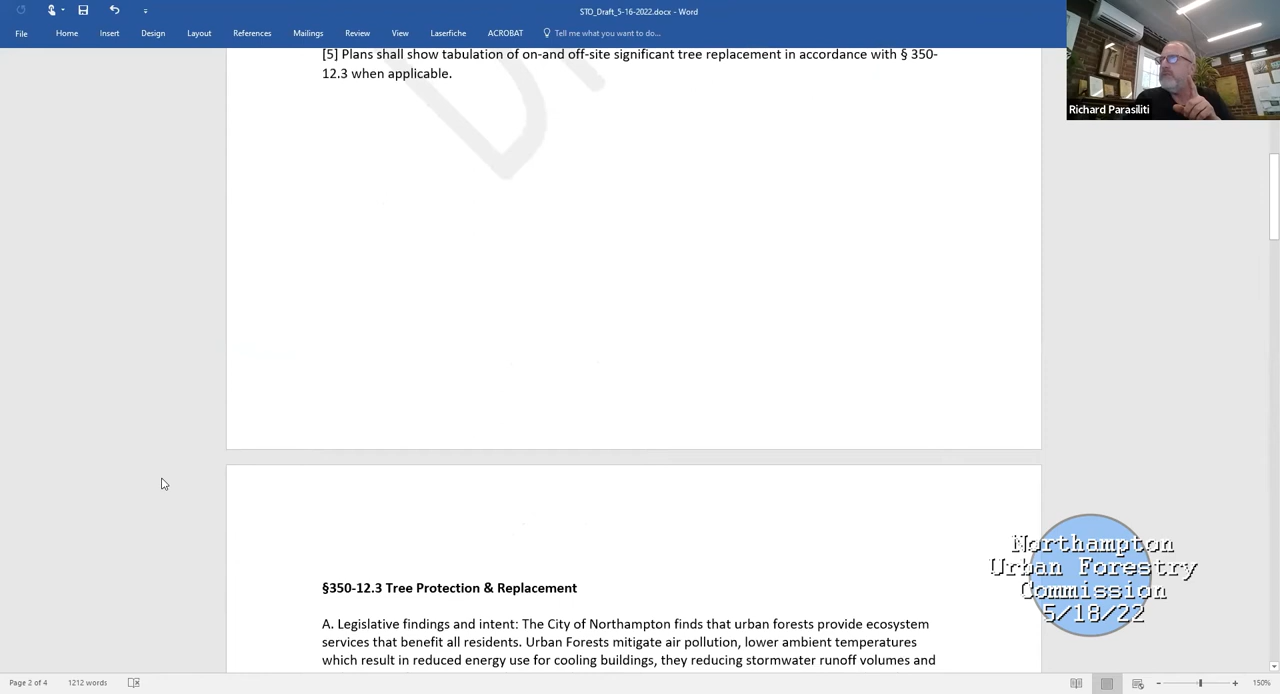 STO_Draft_5-16-2022.docx - Word
File Home Insert Design Layout References Mailings Review View Laserfiche ACROBAT Tell me what you want to do...
Richard Parasiliti
[5] Plans shall show tabulation of on-and off-site significant tree replacement in accordance with § 350-
12.3 when applicable.
§350-12.3 Tree Protection & Replacement
A. Legislative findings and intent: The City of Northampton finds that urban forests provide ecosystem
services that benefit all residents. Urban Forests mitigate air pollution, lower ambient temperatures
which result in reduced energy use for cooling buildings, they reducing stormwater runoff volumes and
Northampton
Urban Forestry
Commission
5/18/22
Page 2 of 4 1212 words 150%